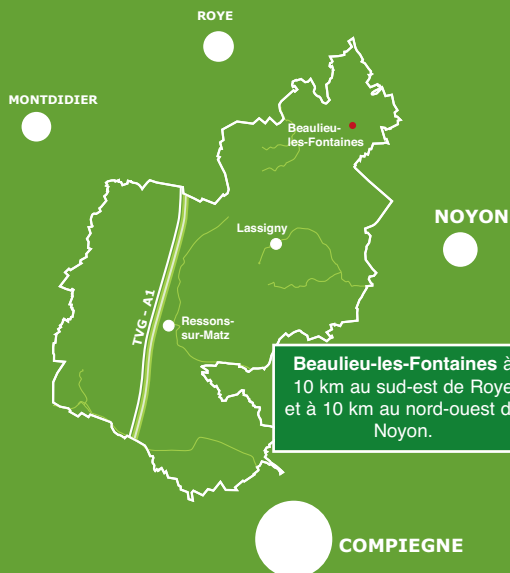 ROYE
MONTDIDIER
Beaulieu-
les-Fontaines
NOYON
Lassigny
TVG - A1
Ressons-
sur-Matz
Beaulieu-les-Fontaines à
10 km au sud-est de Roye
et à 10 km au nord-ouest d
Noyon.
COMPIEGNE